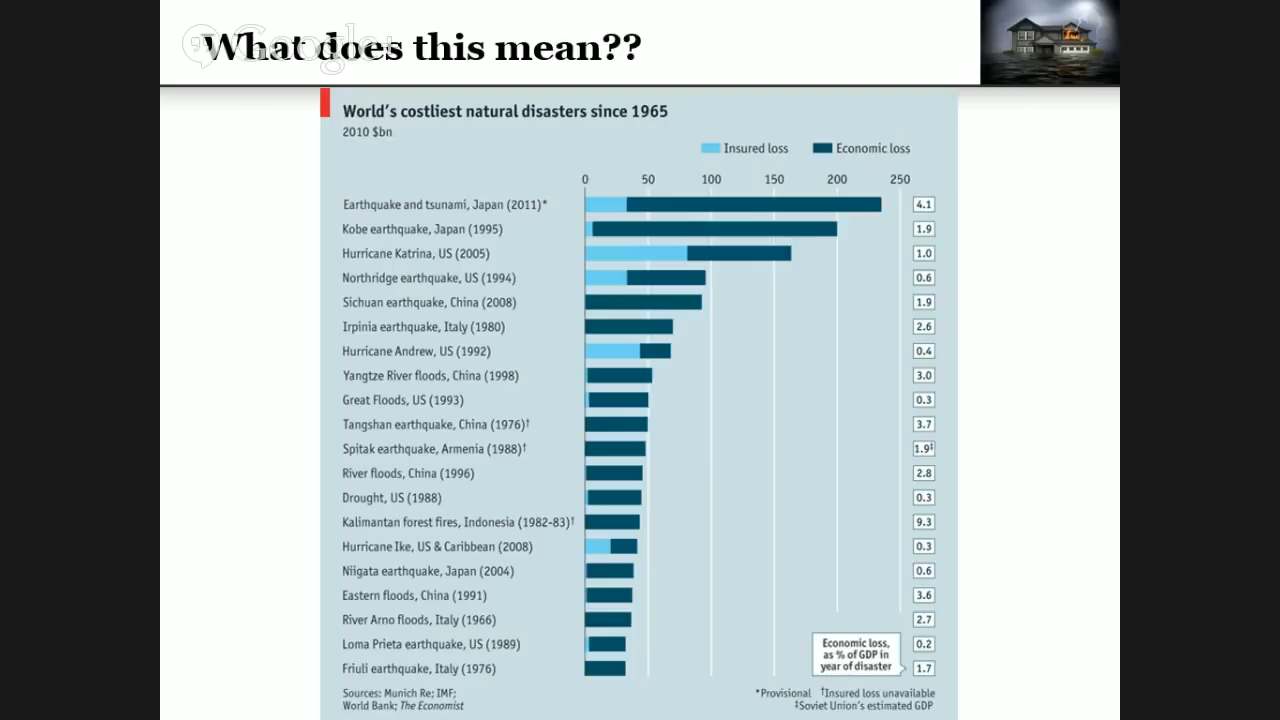 What does this mean??
Google+
World's costliest natural disasters since 1965
2010 $bn
Insured loss Economic loss
0 50 100 150 200 250
Earthquake and tsunami, Japan (2011)* 4.1
Kobe earthquake, Japan (1995) 1.9
Hurricane Katrina, US (2005) 1.0
Northridge earthquake, US (1994) 0.6
Sichuan earthquake, China (2008) 1.9
Irpinia earthquake, Italy (1980) 2.6
Hurricane Andrew, US (1992) 0.4
Yangtze River floods, China (1998) 3.0
Great Floods, US (1993) 0.3
Tangshan earthquake, China (1976)† 3.7
Spitak earthquake, Armenia (1988)† 1.9‡
River floods, China (1996) 2.8
Drought, US (1988) 0.3
Kalimantan forest fires, Indonesia (1982-83)† 9.3
Hurricane Ike, US & Caribbean (2008) 0.3
Niigata earthquake, Japan (2004) 0.6
Eastern floods, China (1991) 3.6
River Arno floods, Italy (1966) 2.7
Loma Prieta earthquake, US (1989) 0.2
Friuli earthquake, Italy (1976) 1.7
Economic loss,
as % of GDP in
year of disaster
Sources: Munich Re; IMF;
World Bank; The Economist
*Provisional †Insured loss unavailable
‡Soviet Union's estimated GDP